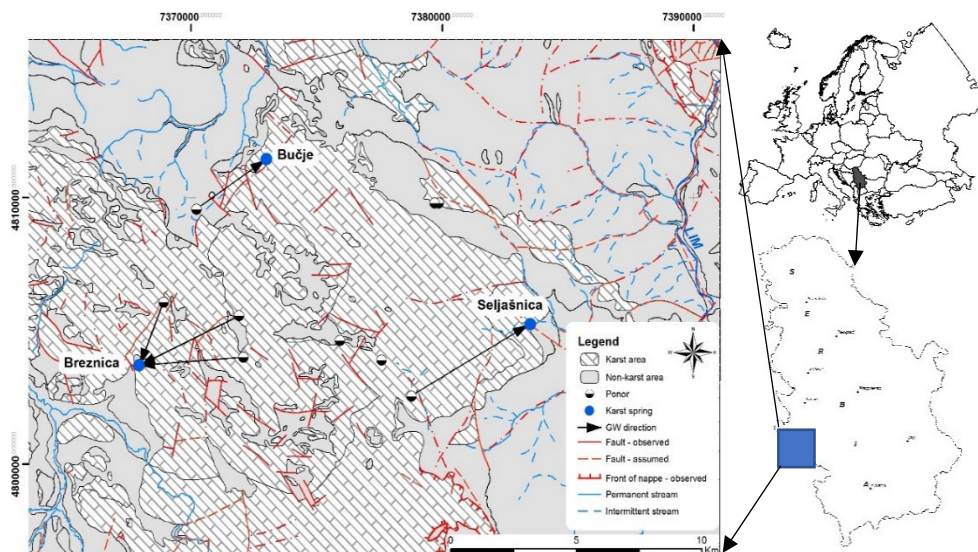 7370000
7380000
7390000
4810000
4800000
Bučje
LIM
Seljašnica
Breznica
N
Legend
Karst area
Non-karst area
Ponor
Karst spring
GW direction
Fault - observed
Fault - assumed
Front of nappe - observed
Permanent stream
Intermittent stream
0
5
10
Km
S
E
R
B
I
A